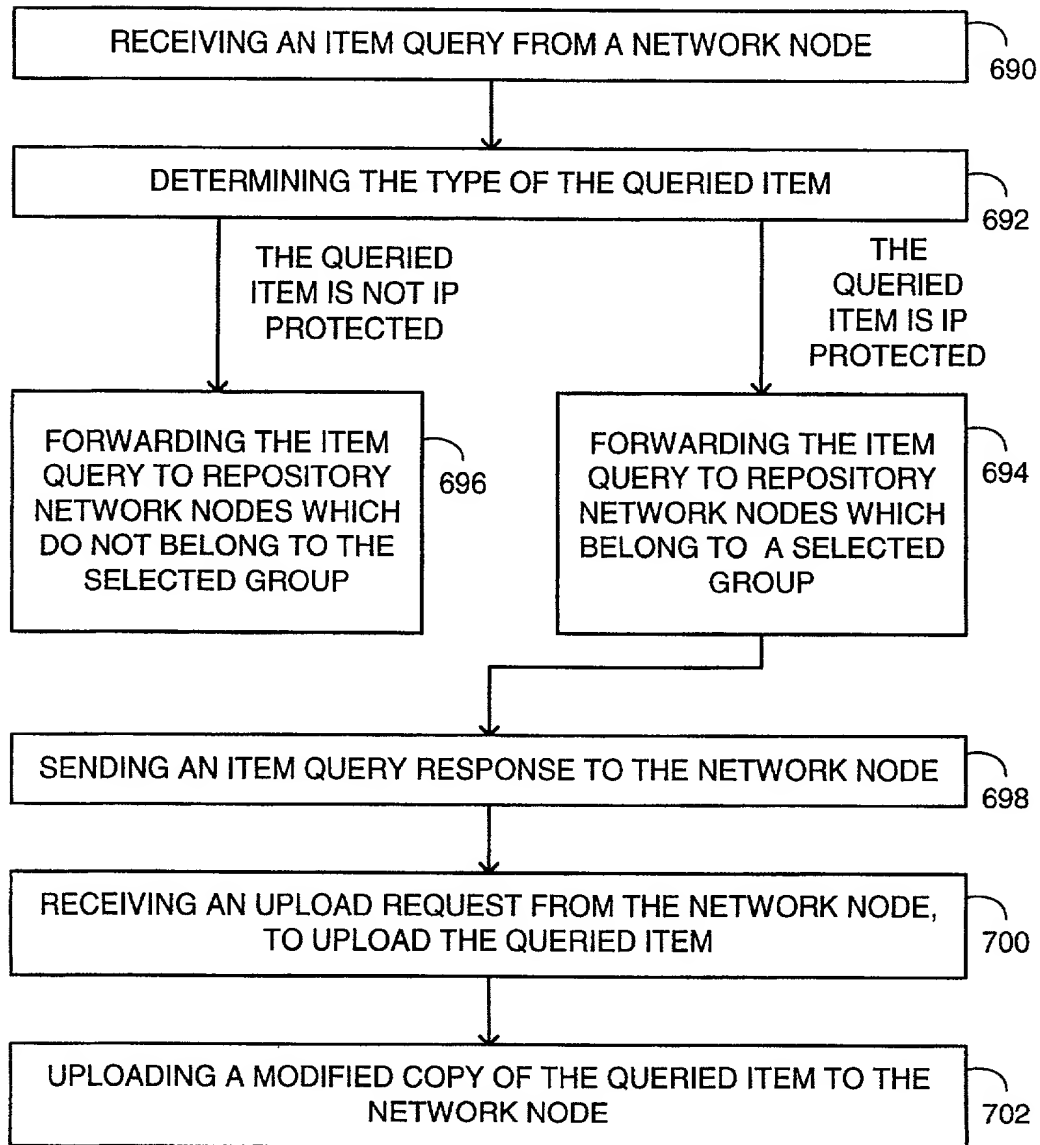 RECEIVING AN ITEM QUERY FROM A NETWORK NODE
690
DETERMINING THE TYPE OF THE QUERIED ITEM
692
THE QUERIED
ITEM IS NOT IP
PROTECTED
THE
QUERIED
ITEM IS IP
PROTECTED
FORWARDING THE ITEM
QUERY TO REPOSITORY
NETWORK NODES WHICH
DO NOT BELONG TO THE
SELECTED GROUP
696
FORWARDING THE ITEM
QUERY TO REPOSITORY
NETWORK NODES WHICH
BELONG TO A SELECTED
GROUP
694
SENDING AN ITEM QUERY RESPONSE TO THE NETWORK NODE
698
RECEIVING AN UPLOAD REQUEST FROM THE NETWORK NODE,
TO UPLOAD THE QUERIED ITEM
700
UPLOADING A MODIFIED COPY OF THE QUERIED ITEM TO THE
NETWORK NODE
702